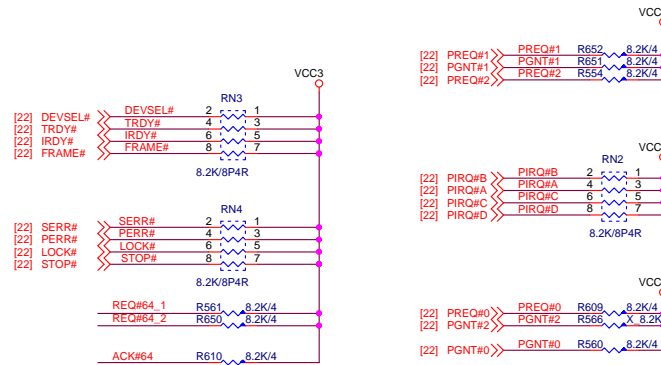 VCC3
RN3
[22] DEVSEL# DEVSEL# 2 1
[22] TRDY# TRDY# 4 3
[22] IRDY# IRDY# 6 5
[22] FRAME# FRAME# 8 7
8.2K/8P4R
RN4
[22] SERR# SERR# 2 1
[22] PERR# PERR# 4 3
[22] LOCK# LOCK# 6 5
[22] STOP# STOP# 8 7
8.2K/8P4R
REQ#64_1 R561 8.2K/4
REQ#64_2 R650 8.2K/4
ACK#64 R610 8.2K/4
VCC
[22] PREQ#1 PREQ#1 R652 8.2K/4
[22] PGNT#1 PGNT#1 R651 8.2K/4
[22] PREQ#2 PREQ#2 R554 8.2K/4
VCC
RN2
[22] PIRQ#B PIRQ#B 2 1
[22] PIRQ#A PIRQ#A 4 3
[22] PIRQ#C PIRQ#C 6 5
[22] PIRQ#D PIRQ#D 8 7
8.2K/8P4R
VCC
[22] PREQ#0 PREQ#0 R609 8.2K/4
[22] PGNT#2 PGNT#2 R566 X_8.2K
[22] PGNT#0 PGNT#0 R560 8.2K/4